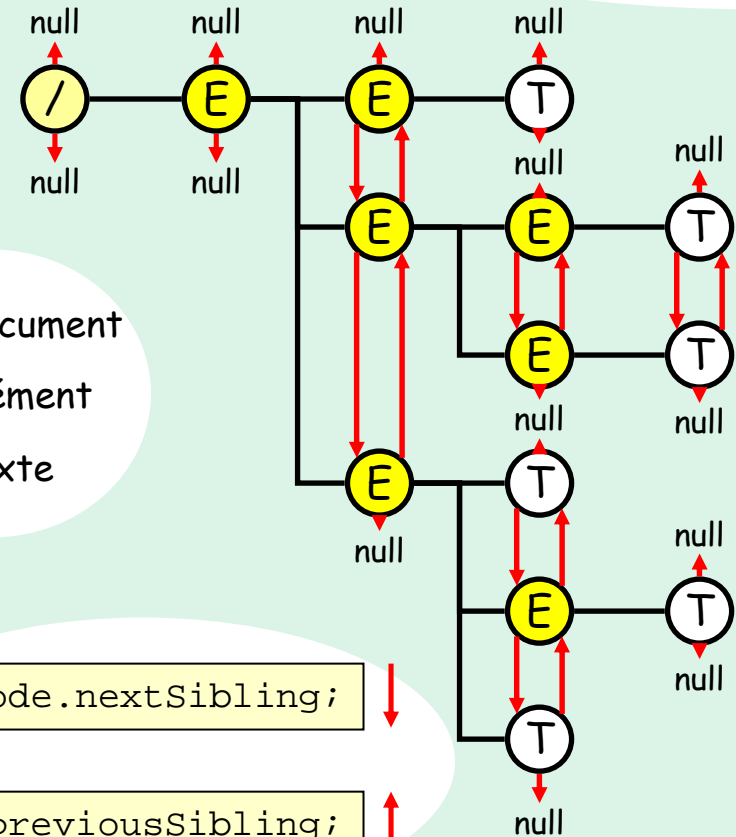 null null null null
/ E E T
null null null null
E E T
cument
ément E T
null null
xte
E T
null null
E T
ode.nextSibling; null
T
previousSibling; null